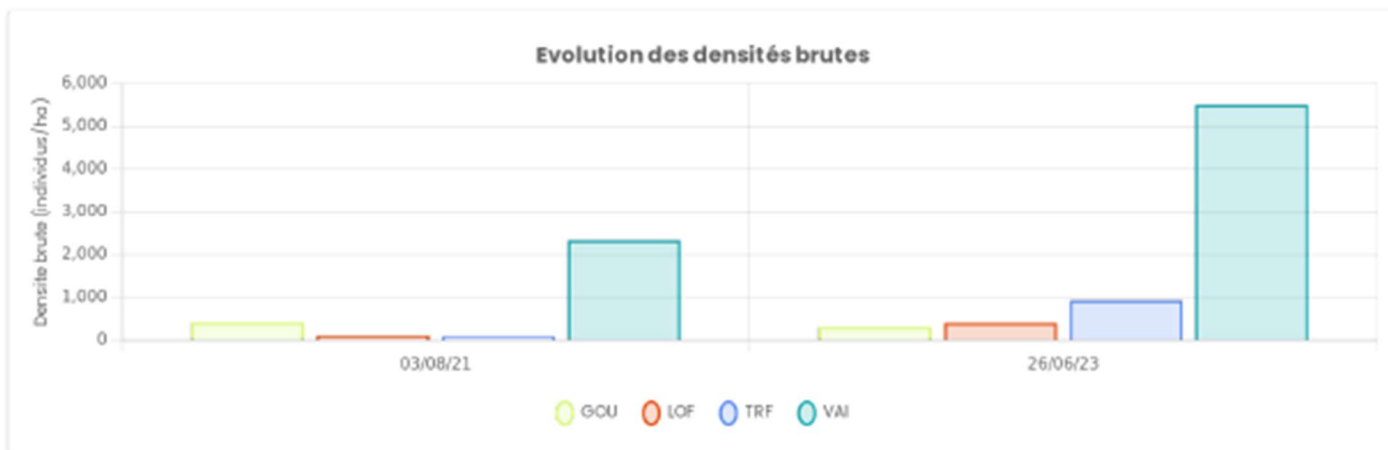 Evolution des densités brutes
Densite brute (individus/ha)
6,000
5,000
4,000
3,000
2,000
1,000
0
03/08/21 26/06/23
GOU LOF TRF VAI